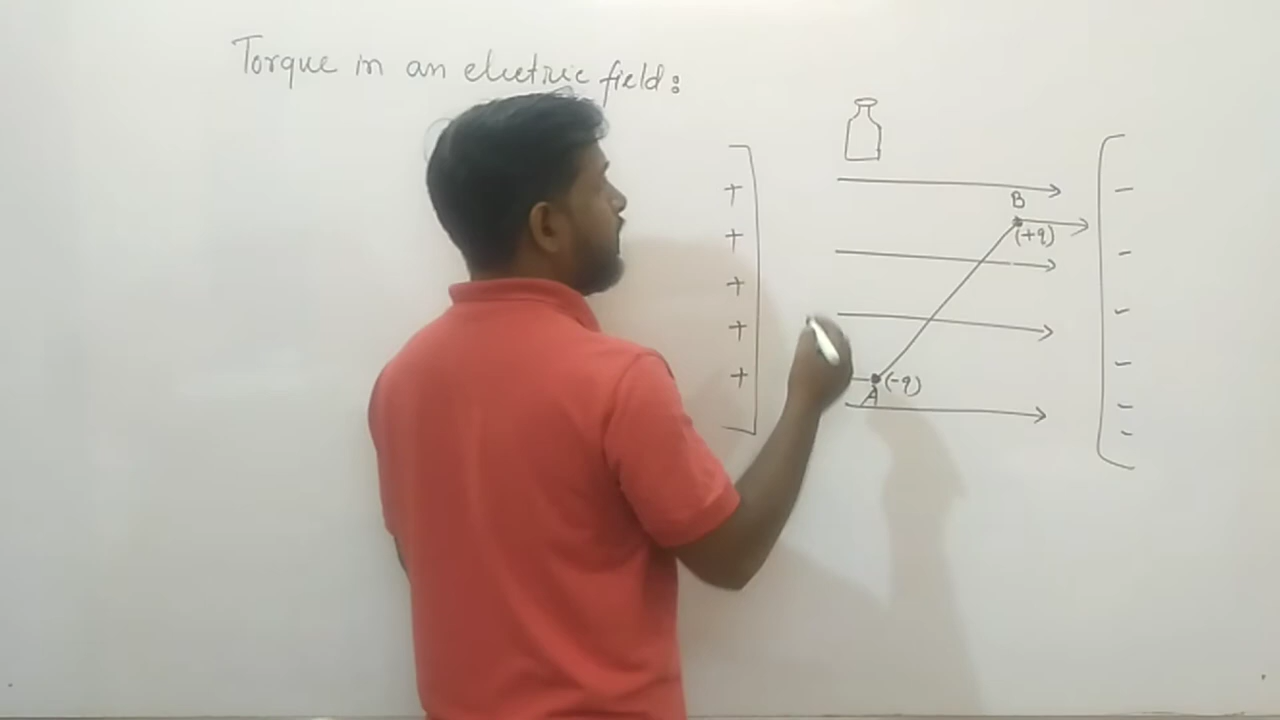 Torque in an electric field:
+
+
+
+
+
B
(+q)
(-q)
A
-
-
-
-
-
-